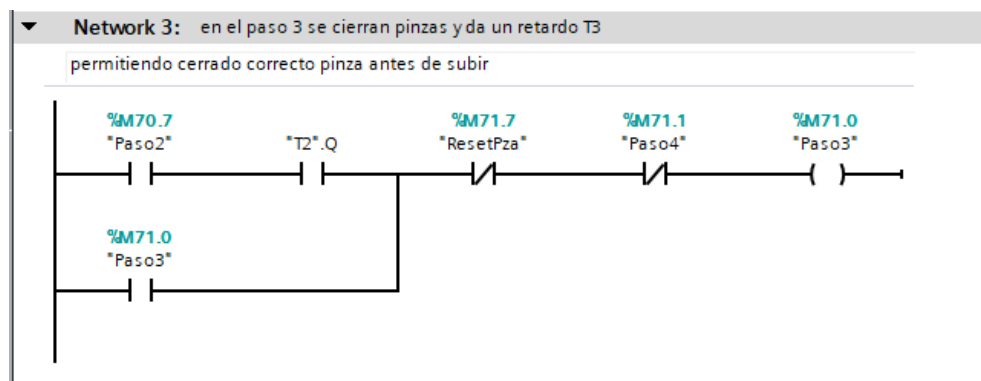 Network 3: en el paso 3 se cierran pinzas y da un retardo T3
permitiendo cerrado correcto pinza antes de subir
%M70.7 %M71.7 %M71.1 %M71.0
"Paso2" "T2".Q "ResetPza" "Paso4" "Paso3"
%M71.0
"Paso3"